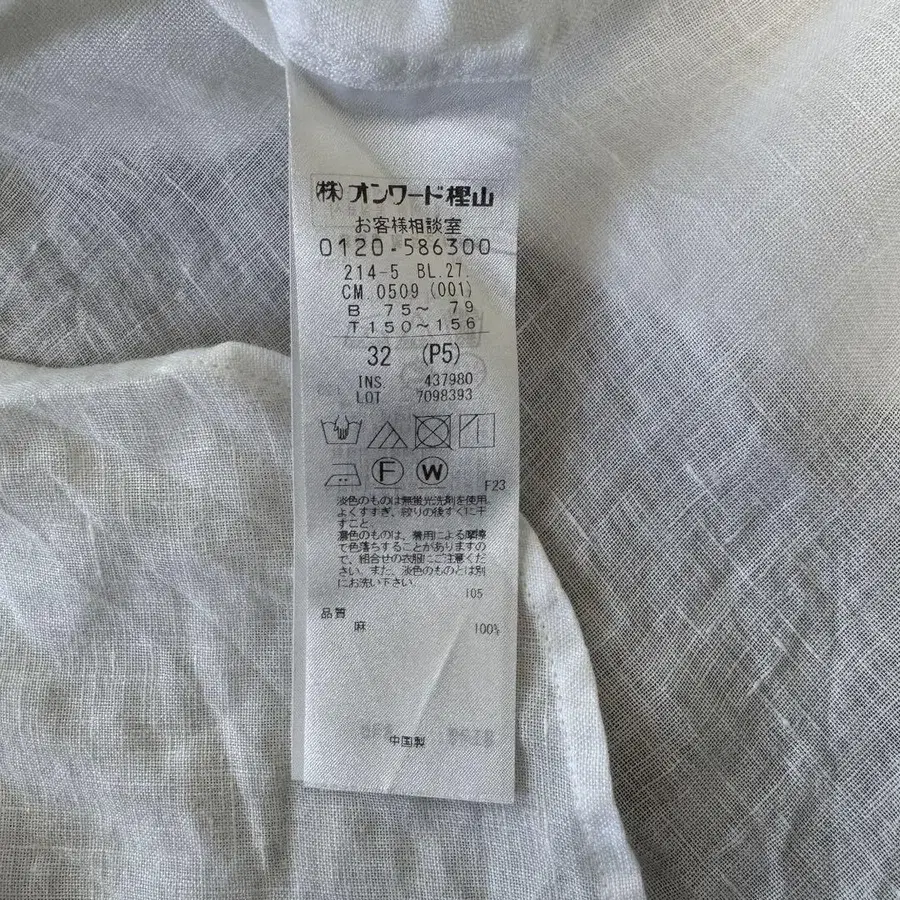 (株)オンワード樫山
お客様相談室
0120-586300
214-5 BL.27.
CM 0509 (001)
B 75~ 79
T 150~156
32 (P5)
INS 437980
LOT 7098393
F W
F23
淡色のものは無蛍光洗剤を使用
よくすすぎ、絞りの後すぐに干
すこと
濃色のものは、着用による摩擦
で色落ちすることがありますの
で、組合せの衣服にご注意くだ
さい。また、淡色のものとは別
にお洗い下さい。
105
品質
麻 100%
中国製